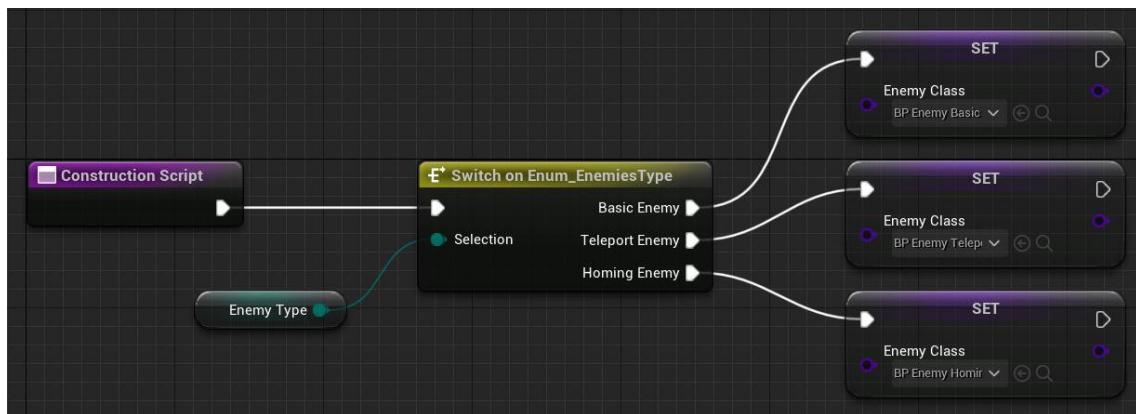 SET
Enemy Class
BP Enemy Basic
Construction Script
Switch on Enum_EnemiesType
Basic Enemy
Selection
Teleport Enemy
Homing Enemy
Enemy Type
SET
Enemy Class
BP Enemy Telep
SET
Enemy Class
BP Enemy Homin